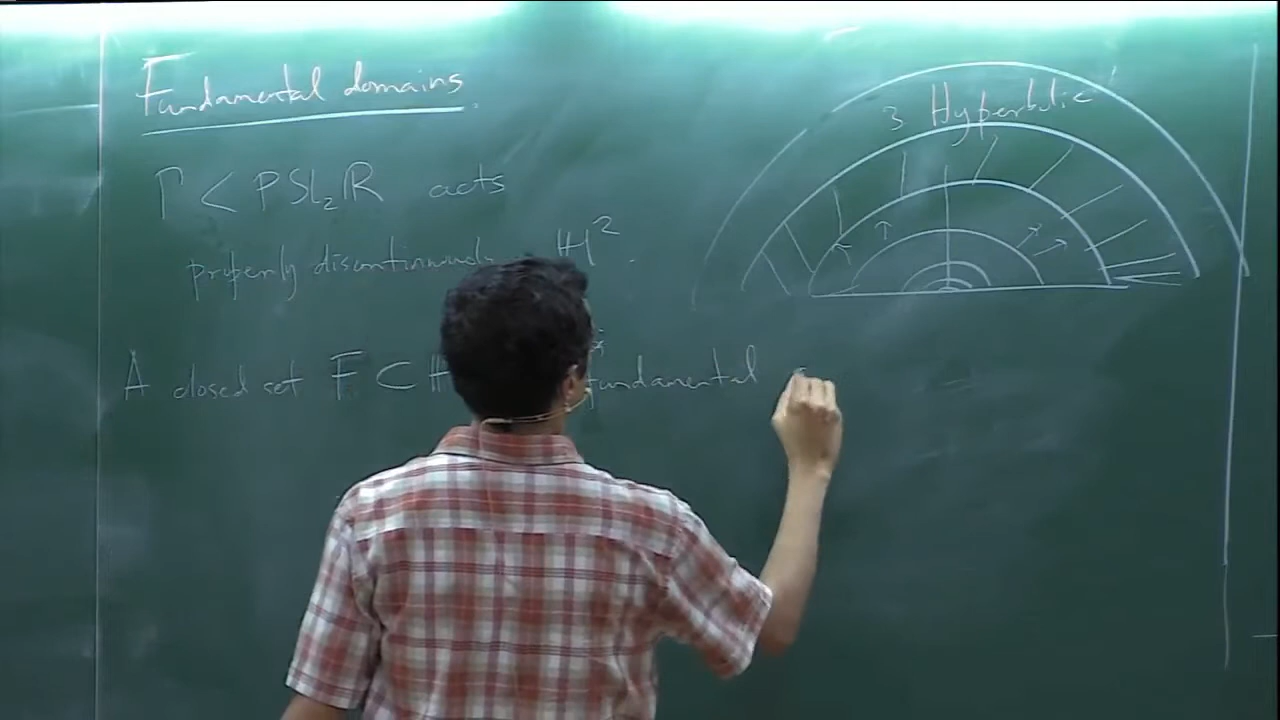 Fundamental domains
Γ < PSL₂ℝ acts
properly discontinuously ℍ².
A closed set F ⊂ ℍ fundamental
3 Hyperbolic